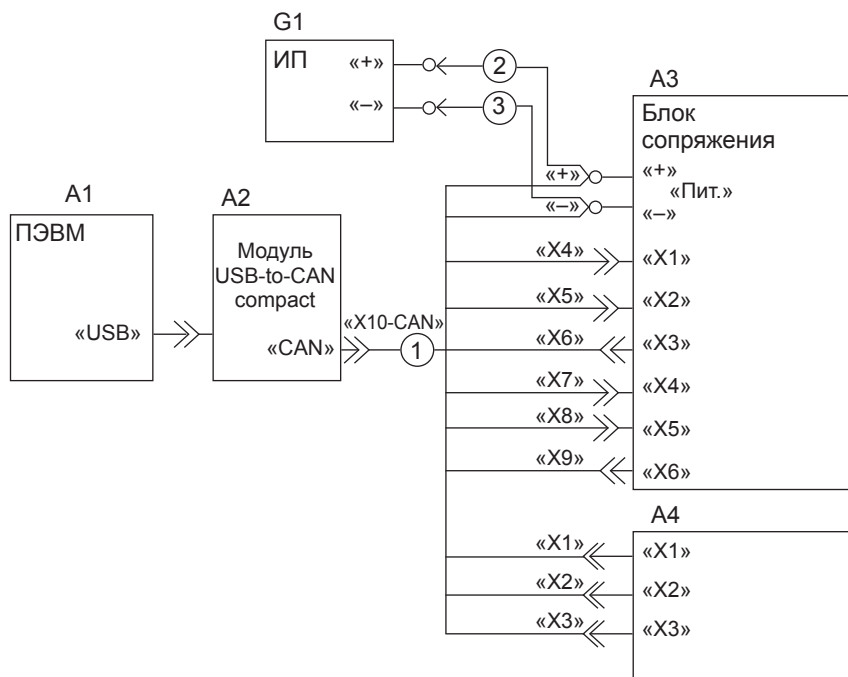 G1
ИП
«+»
2
«–»
3
A3
Блок
сопряжения
«+»
«+»
«Пит.»
«–»
«–»
A1
ПЭВМ
«USB»
A2
Модуль
USB-to-CAN
compact
«CAN»
«X10-CAN»
1
«X4»
«X1»
«X5»
«X2»
«X6»
«X3»
«X7»
«X4»
«X8»
«X5»
«X9»
«X6»
A4
«X1»
«X1»
«X2»
«X2»
«X3»
«X3»